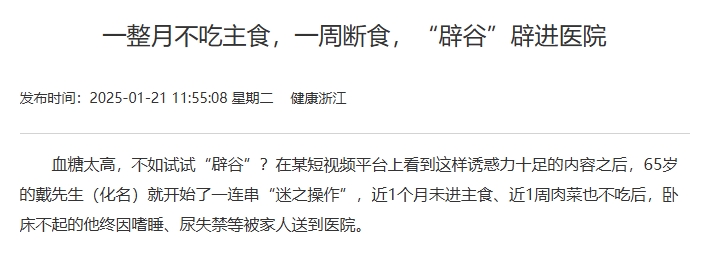 一整月不吃主食，一周断食，“辟谷”辟进医院
发布时间：2025-01-21 11:55:08 星期二 健康浙江
血糖太高，不如试试“辟谷”？在某短视频平台上看到这样诱惑力十足的内容之后，65岁
的戴先生（化名）就开始了一连串“迷之操作”，近1个月未进主食、近1周肉菜也不吃后，卧
床不起的他终因嗜睡、尿失禁等被家人送到医院。